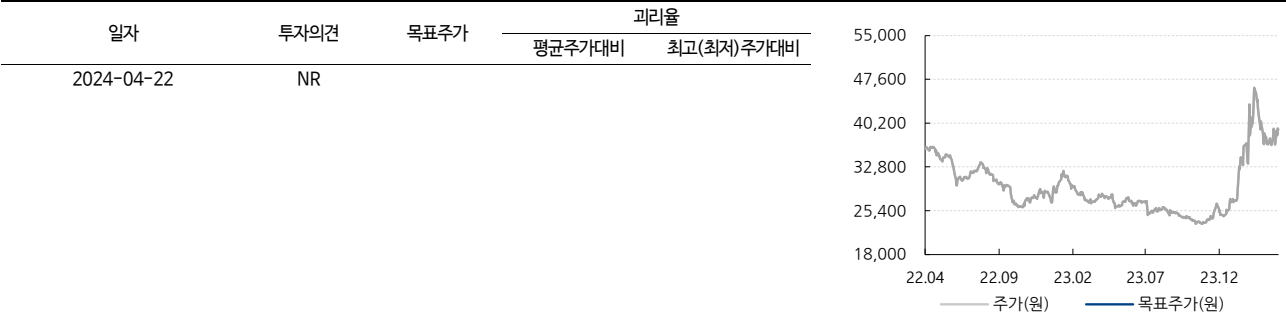 일자 투자의견 목표주가 괴리율
평균주가대비 최고(최저)주가대비
2024-04-22 NR
55,000
47,600
40,200
32,800
25,400
18,000
22.04 22.09 23.02 23.07 23.12
주가(원) 목표주가(원)